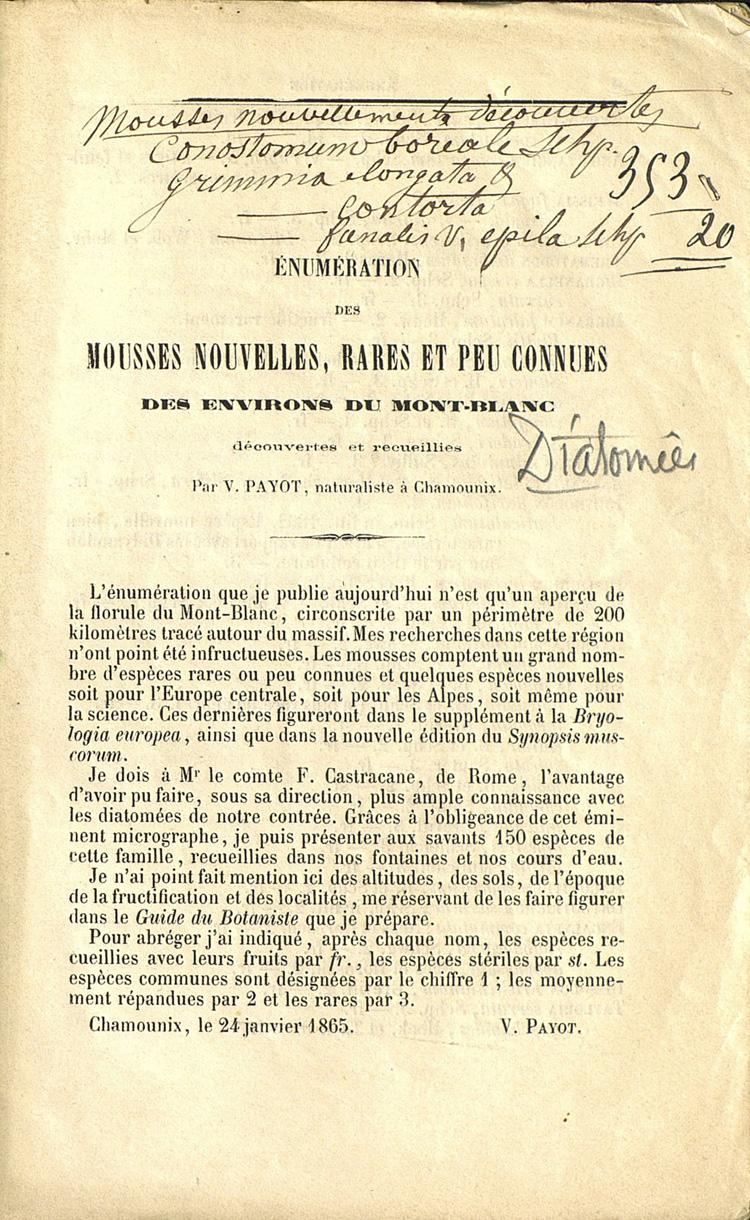 Mousses nouvellement découvertes
Conostomum boreale Schp.
Grimmia elongata
353
— contorta
— funalis v. epila Schp
20
ÉNUMÉRATION
DES
MOUSSES NOUVELLES, RARES ET PEU CONNUES
DES ENVIRONS DU MONT-BLANC
découvertes et recueillies
Diatomées
Par V. PAYOT, naturaliste à Chamounix.
L'énumération que je publie aujourd'hui n'est qu'un aperçu de
la florule du Mont-Blanc, circonscrite par un périmètre de 200
kilomètres tracé autour du massif. Mes recherches dans cette région
n'ont point été infructueuses. Les mousses comptent un grand nom-
bre d'espèces rares ou peu connues et quelques espèces nouvelles
soit pour l'Europe centrale, soit pour les Alpes, soit même pour
la science. Ces dernières figureront dans le supplément à la Bryo-
logia europea, ainsi que dans la nouvelle édition du Synopsis mus-
corum.
Je dois à Mr le comte F. Castracane, de Rome, l'avantage
d'avoir pu faire, sous sa direction, plus ample connaissance avec
les diatomées de notre contrée. Grâces à l'obligeance de cet émi-
nent micrographe, je puis présenter aux savants 150 espèces de
cette famille, recueillies dans nos fontaines et nos cours d'eau.
Je n'ai point fait mention ici des altitudes, des sols, de l'époque
de la fructification et des localités, me réservant de les faire figurer
dans le Guide du Botaniste que je prépare.
Pour abréger j'ai indiqué, après chaque nom, les espèces re-
cueillies avec leurs fruits par fr., les espèces stériles par st. Les
espèces communes sont désignées par le chiffre 1 ; les moyenne-
ment répandues par 2 et les rares par 3.
Chamounix, le 24 janvier 1865. V. PAYOT.